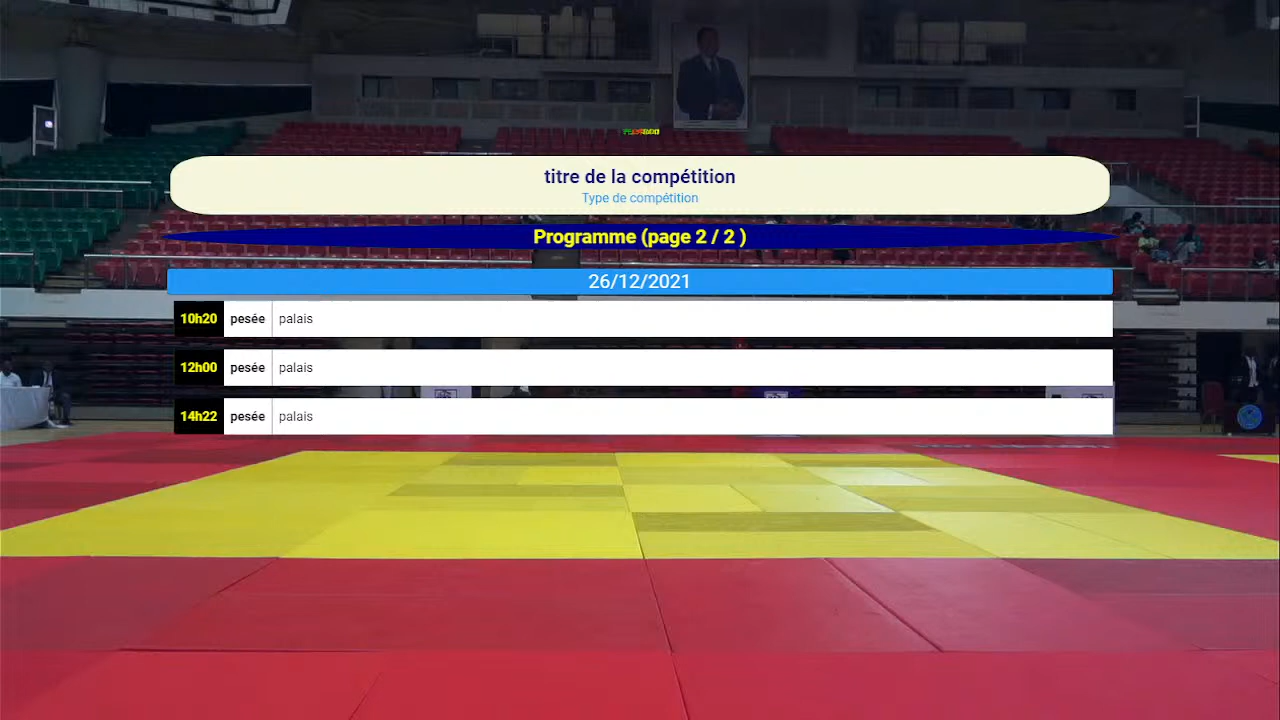 titre de la compétition
Type de compétition
Programme (page 2 / 2 )
26/12/2021
10h20 pesée palais
12h00 pesée palais
14h22 pesée palais